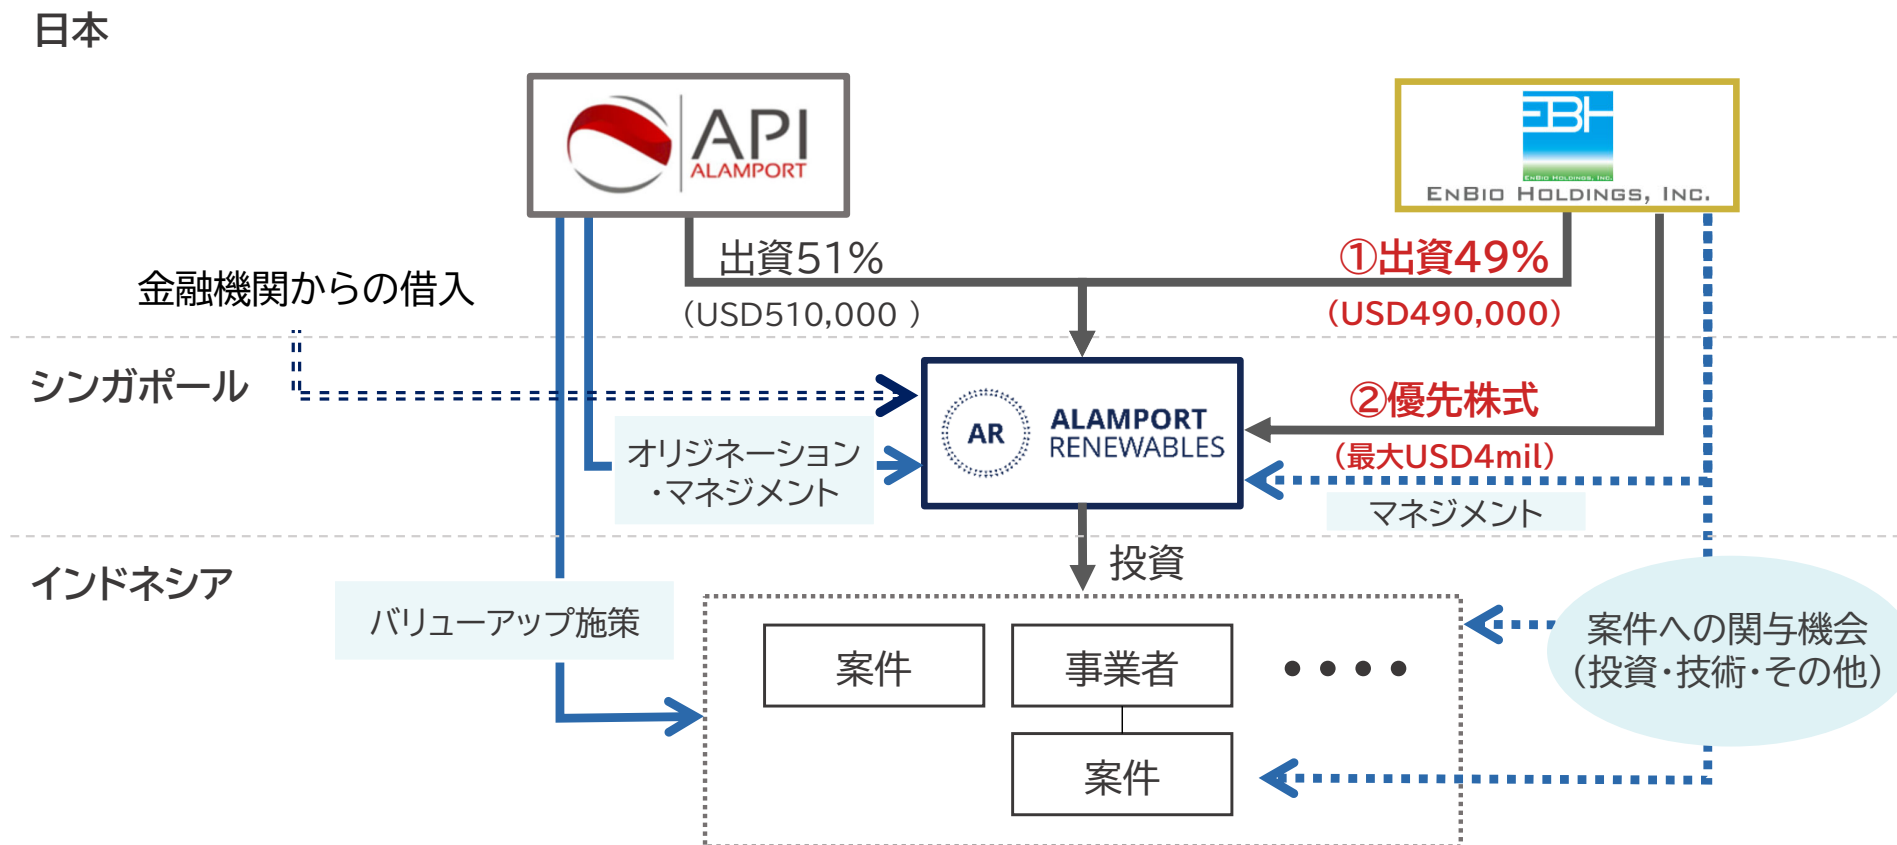 日本
API
ALAMPORT
EBH
ENBIO HOLDINGS, INC.
ENBIO HOLDINGS, INC.
出資51%
(USD510,000 )
①出資49%
(USD490,000)
金融機関からの借入
シンガポール
AR
ALAMPORT
RENEWABLES
②優先株式
(最大USD4mil)
オリジネーション
・マネジメント
マネジメント
インドネシア
投資
バリューアップ施策
案件
事業者
案件
案件への関与機会
(投資・技術・その他)